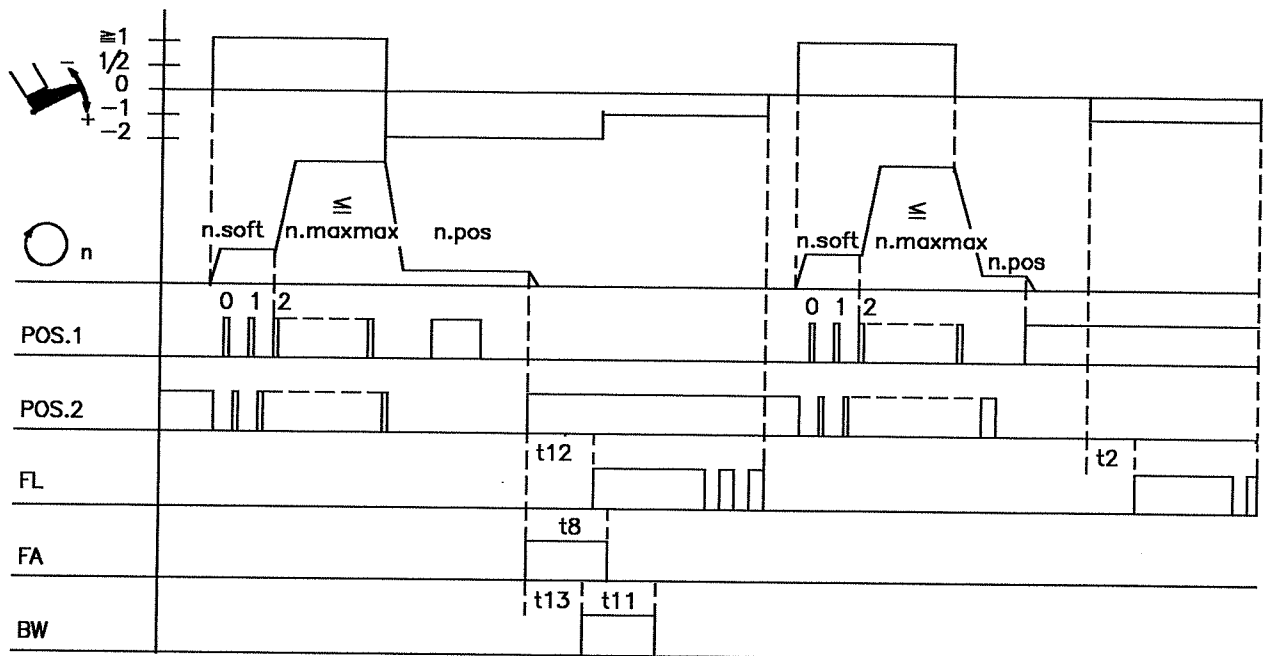 ≧1
1/2
0
−1
−2
−
+
n
n.soft
≦
n.maxmax
n.pos
n.soft
≦
n.maxmax
n.pos
0 1 2
0 1 2
POS.1
POS.2
t12
t2
FL
t8
FA
t13
t11
BW